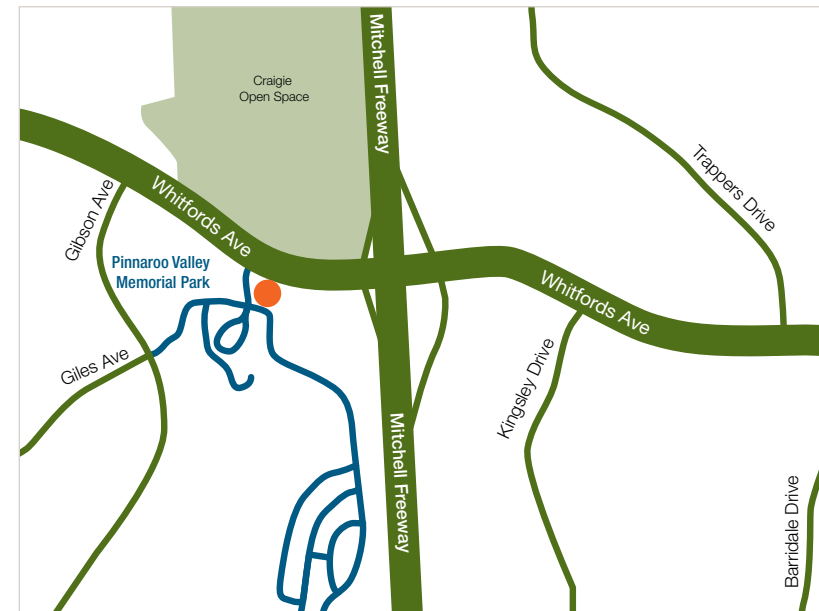 Craigie
Open Space
Mitchell Freeway
Trappers Drive
Gibson Ave
Whitfords Ave
Pinnaroo Valley
Memorial Park
Whitfords Ave
Giles Ave
Kingsley Drive
Mitchell Freeway
Barridale Drive